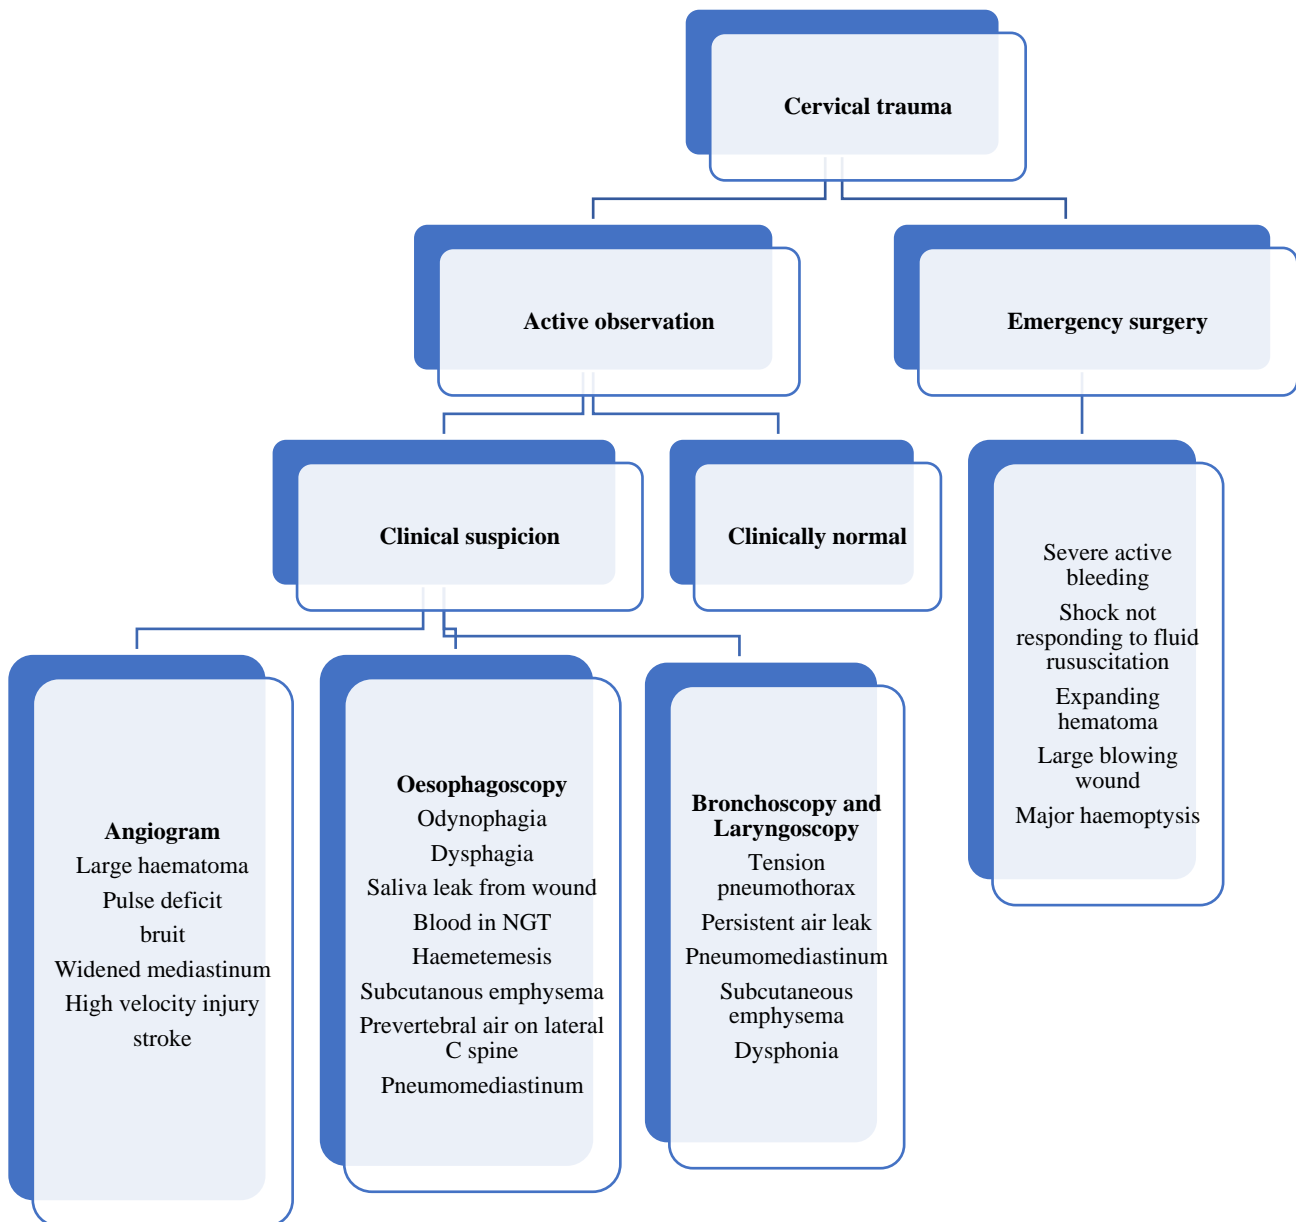 Cervical trauma
Active observation
Emergency surgery
Clinical suspicion
Clinically normal
Severe active
bleeding
Shock not
responding to fluid
rususcitation
Expanding
hematoma
Large blowing
wound
Major haemoptysis
Angiogram
Large haematoma
Pulse deficit
bruit
Widened mediastinum
High velocity injury
stroke
Oesophagoscopy
Odynophagia
Dysphagia
Saliva leak from wound
Blood in NGT
Haemetemesis
Subcutanous emphysema
Prevertebral air on lateral
C spine
Pneumomediastinum
Bronchoscopy and
Laryngoscopy
Tension
pneumothorax
Persistent air leak
Pneumomediastinum
Subcutaneous
emphysema
Dysphonia